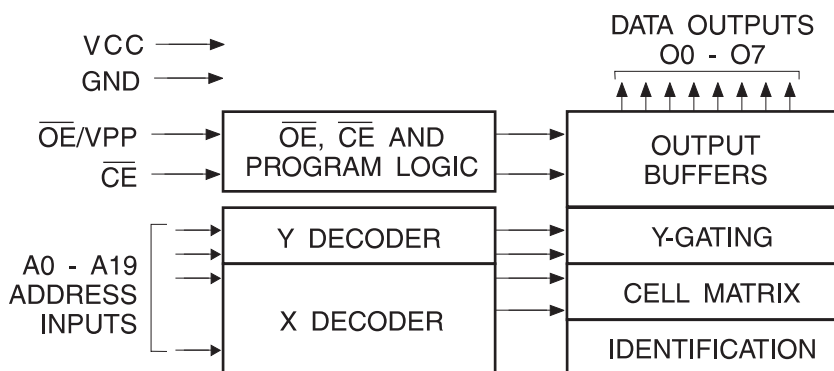 DATA OUTPUTS
O0 - O7
VCC
GND
OE/VPP
CE
OE, CE AND
PROGRAM LOGIC
OUTPUT
BUFFERS
A0 - A19
ADDRESS
INPUTS
Y DECODER
X DECODER
Y-GATING
CELL MATRIX
IDENTIFICATION